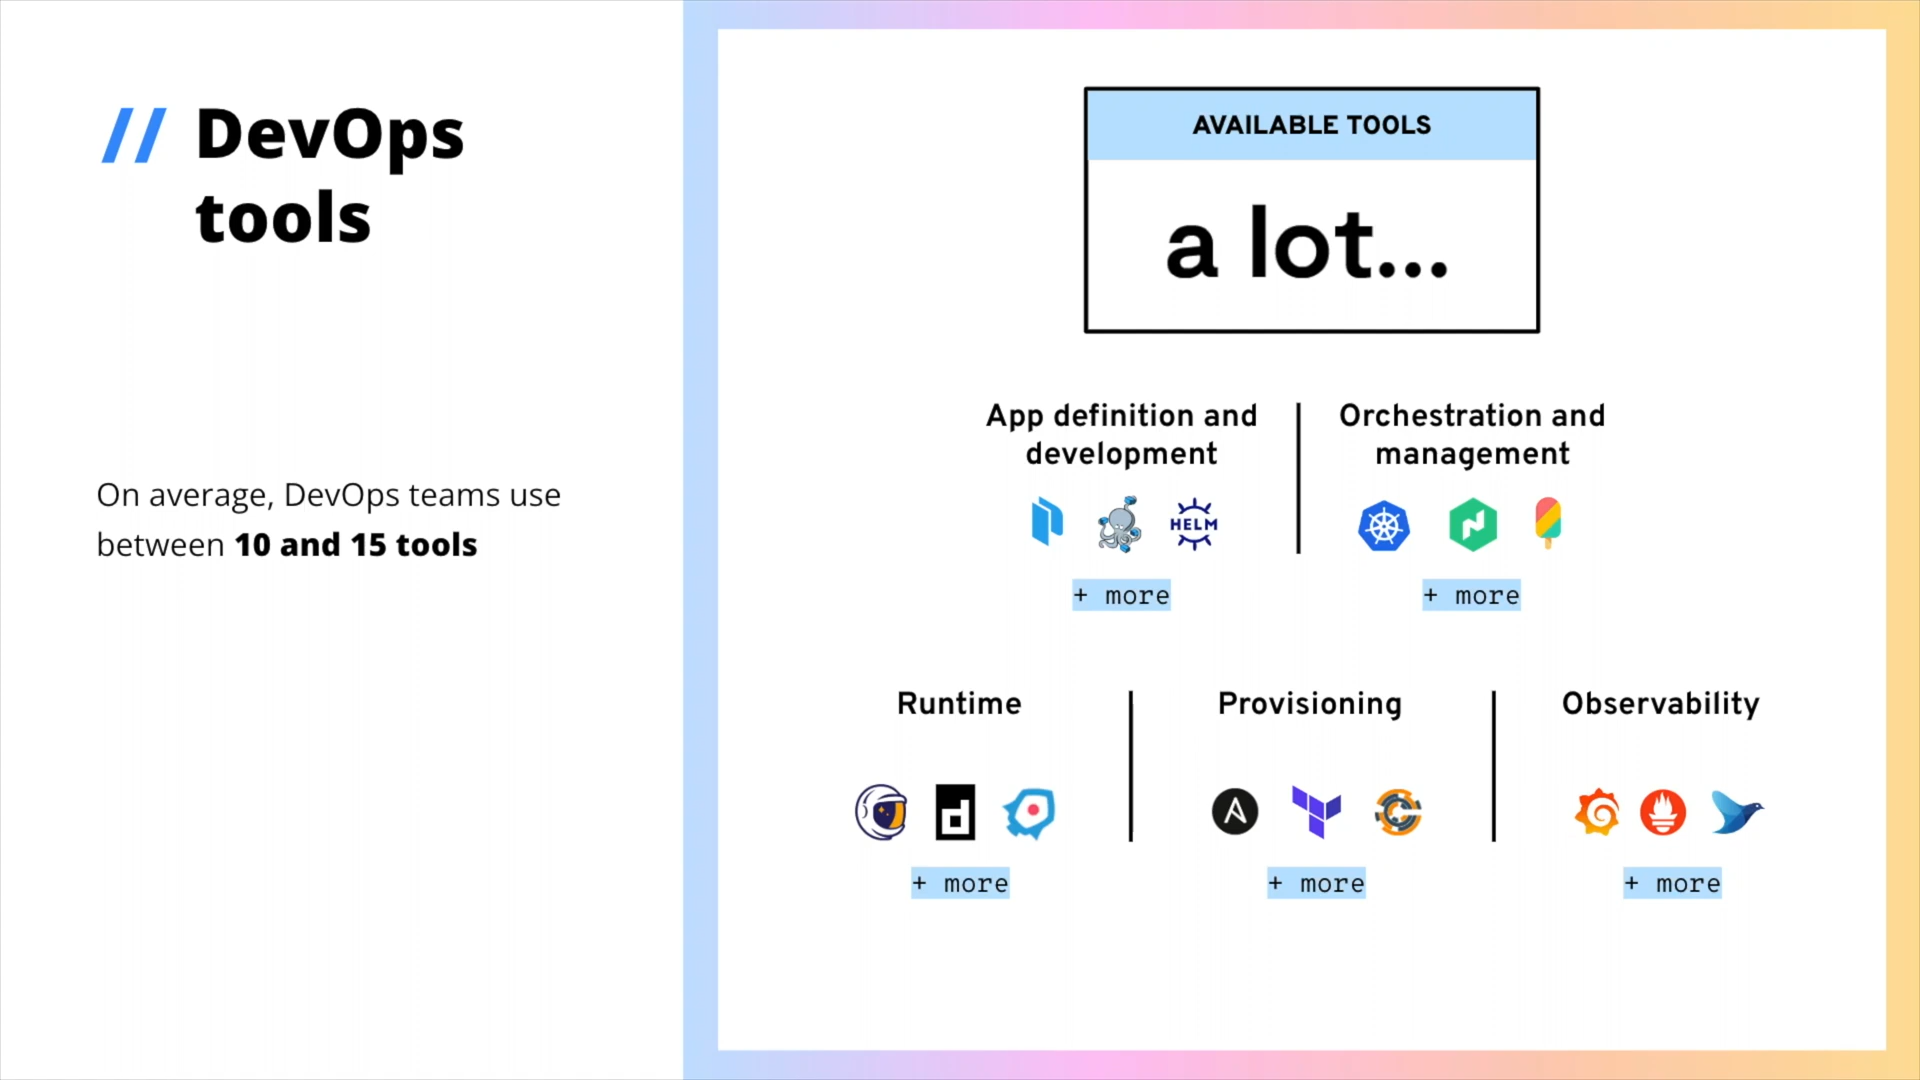 // DevOps
tools
On average, DevOps teams use
between 10 and 15 tools
AVAILABLE TOOLS
a lot...
App definition and
development
HELM
+ more
Orchestration and
management
+ more
Runtime
d
+ more
Provisioning
A
+ more
Observability
+ more